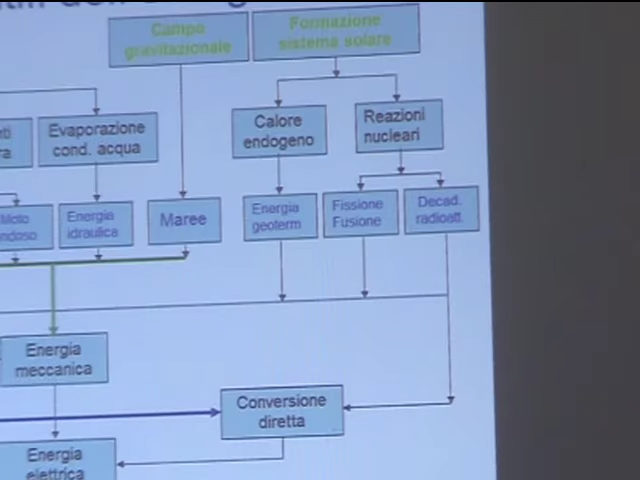 Campo
gravitazionale
Formazione
sistema solare
Evaporazione
cond. acqua
Calore
endogeno
Reazioni
nucleari
Energia
idraulica
Maree
Energia
geoterm
Fissione
Fusione
Decad.
radioatt.
Energia
meccanica
Conversione
diretta
Energia
elettrica